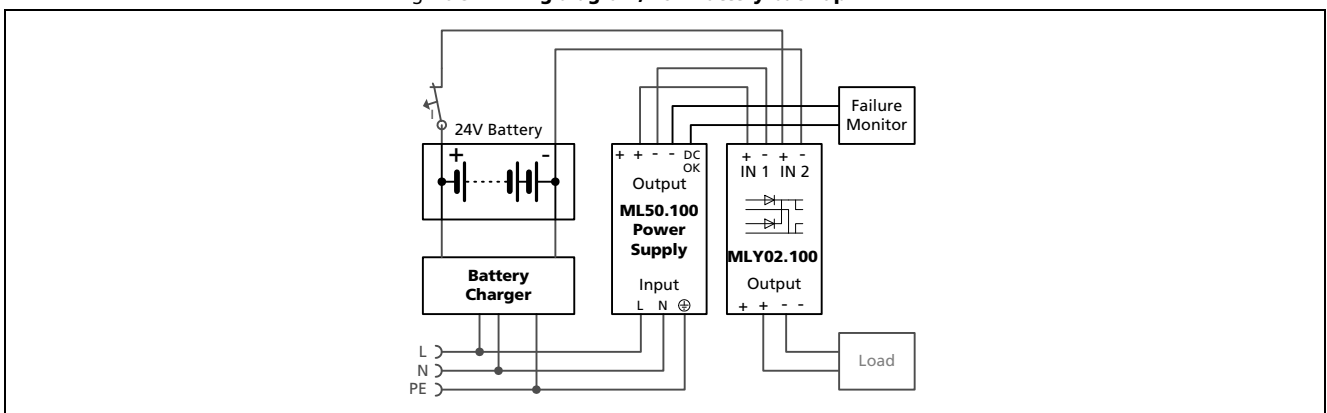 24V Battery
+ -
Failure
Monitor
+ + - - DC
OK
Output
ML50.100
Power
Supply
Input
L N
+ - + -
IN 1 IN 2
MLY02.100
Output
+ + - -
Battery
Charger
L
N
PE
Load
I